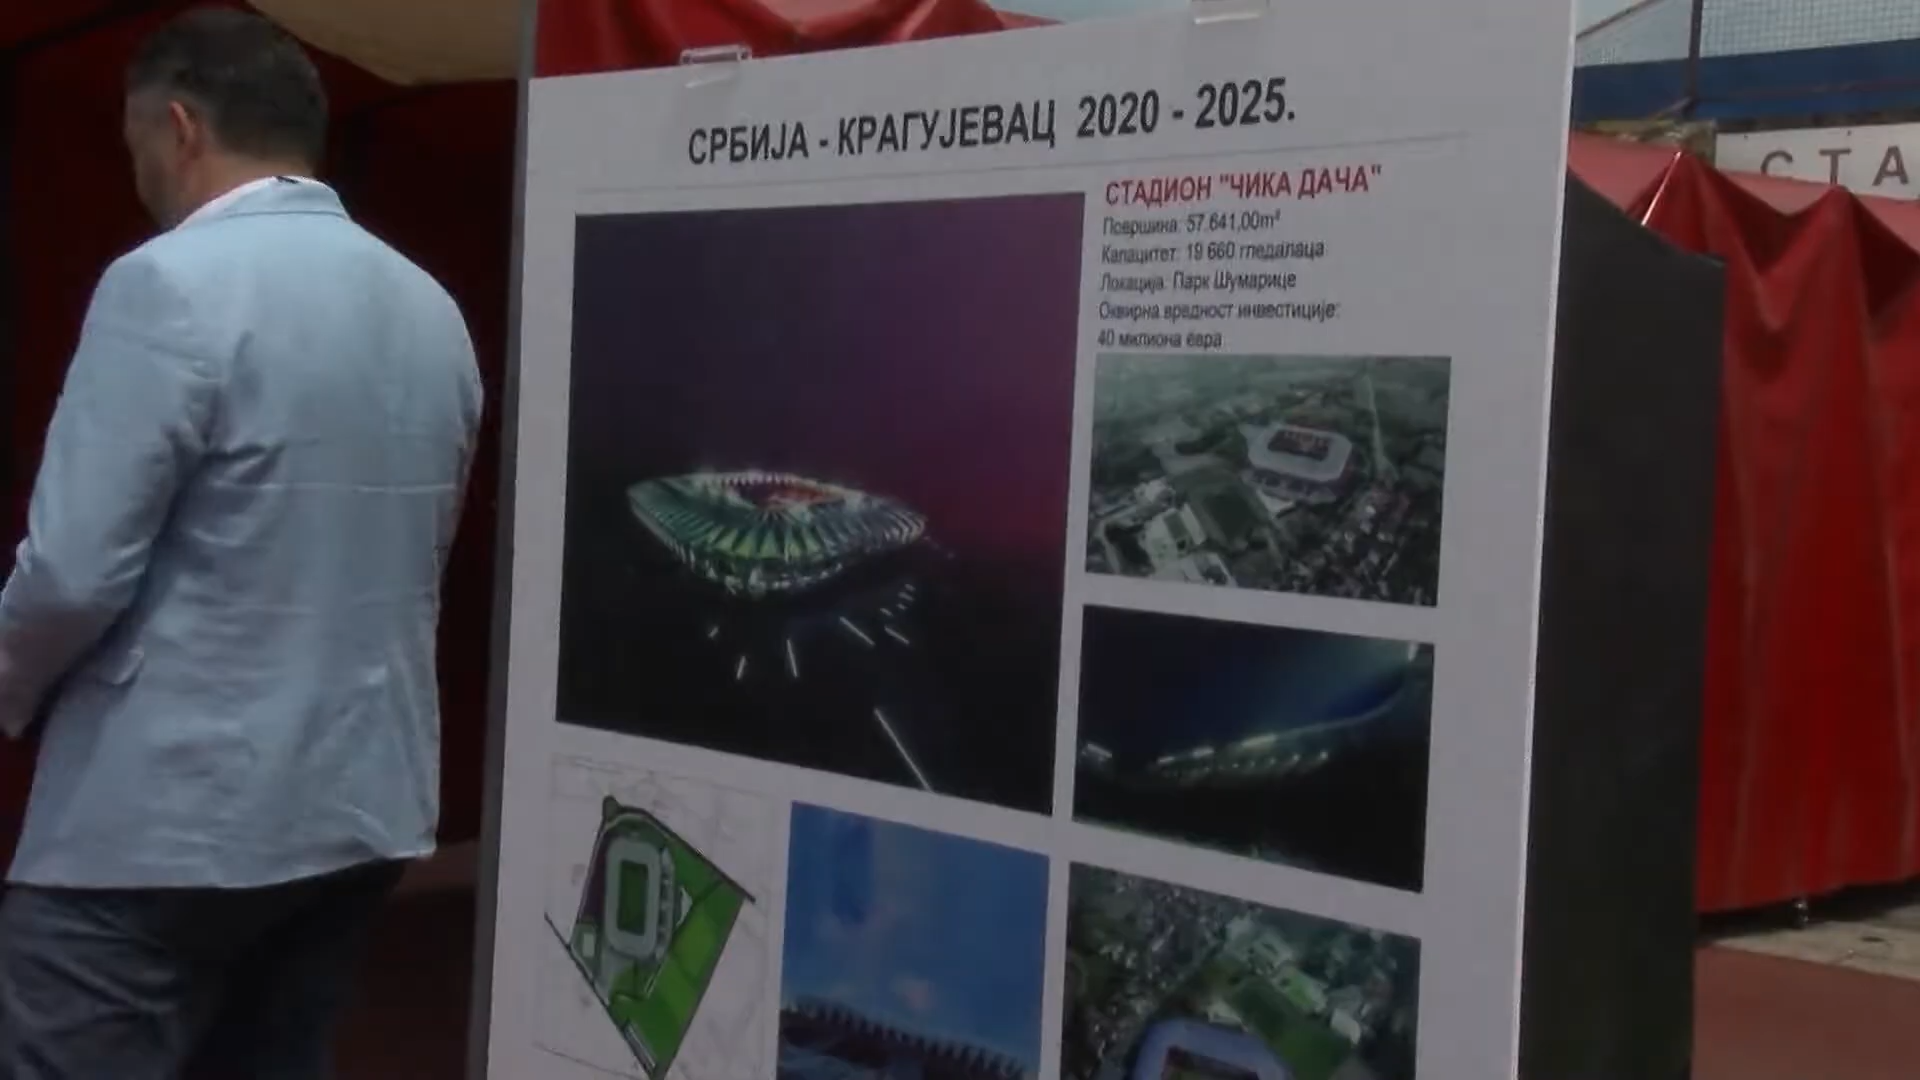 СРБИЈА - КРАГУЈЕВАЦ 2020 - 2025.
СТАДИОН "ЧИКА ДАЧА"
Површина: 57.641,00m²
Капацитет: 19 660 гледалаца
Локација: Парк Шумарице
Оквирна вредност инвестиције:
40 милиона евра
СТА